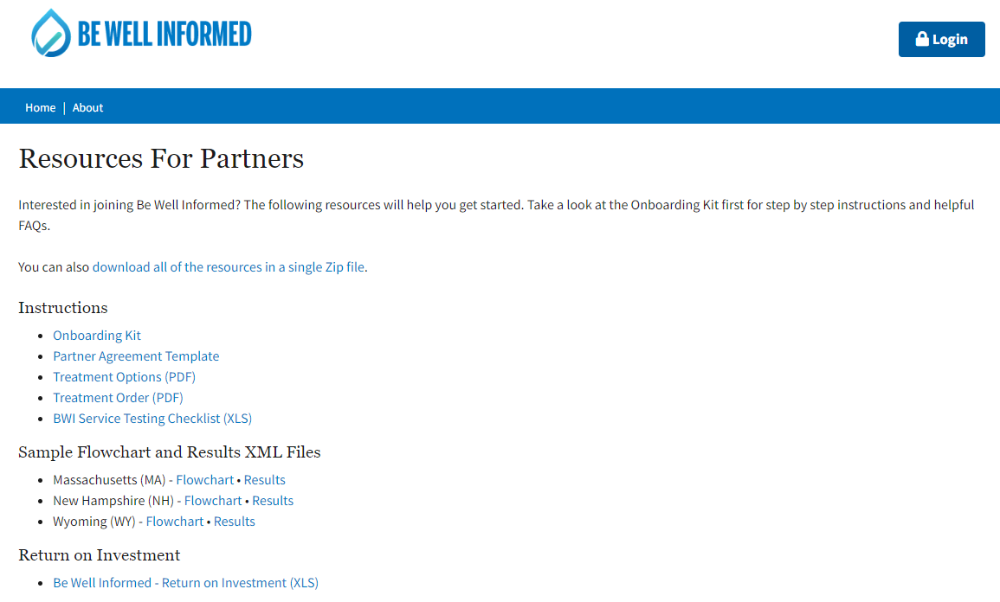 BE WELL INFORMED
Login
Home | About
Resources For Partners
Interested in joining Be Well Informed? The following resources will help you get started. Take a look at the Onboarding Kit first for step by step instructions and helpful
FAQs.
You can also download all of the resources in a single Zip file.
Instructions
• Onboarding Kit
• Partner Agreement Template
• Treatment Options (PDF)
• Treatment Order (PDF)
• BWI Service Testing Checklist (XLS)
Sample Flowchart and Results XML Files
• Massachusetts (MA) - Flowchart • Results
• New Hampshire (NH) - Flowchart • Results
• Wyoming (WY) - Flowchart • Results
Return on Investment
• Be Well Informed - Return on Investment (XLS)